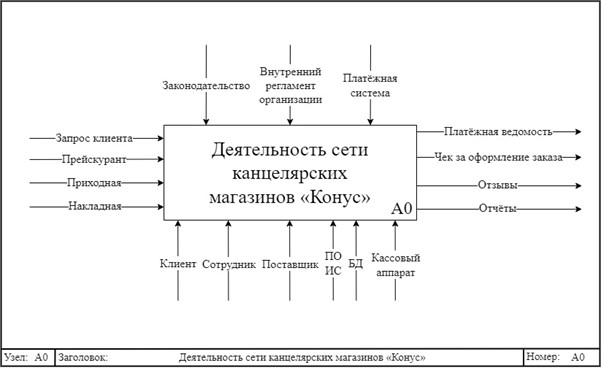 Законодательство
Внутренний
регламент
организации
Платёжная
система
Запрос клиента
Прейскурант
Приходная
Накладная
Деятельность сети
канцелярских
магазинов «Конус»
A0
Платёжная ведомость
Чек за оформление заказа
Отзывы
Отчёты
Клиент
Сотрудник
Поставщик
ПО
ИС
БД
Кассовый
аппарат
Узел: A0 Заголовок: Деятельность сети канцелярских магазинов «Конус» Номер: A0